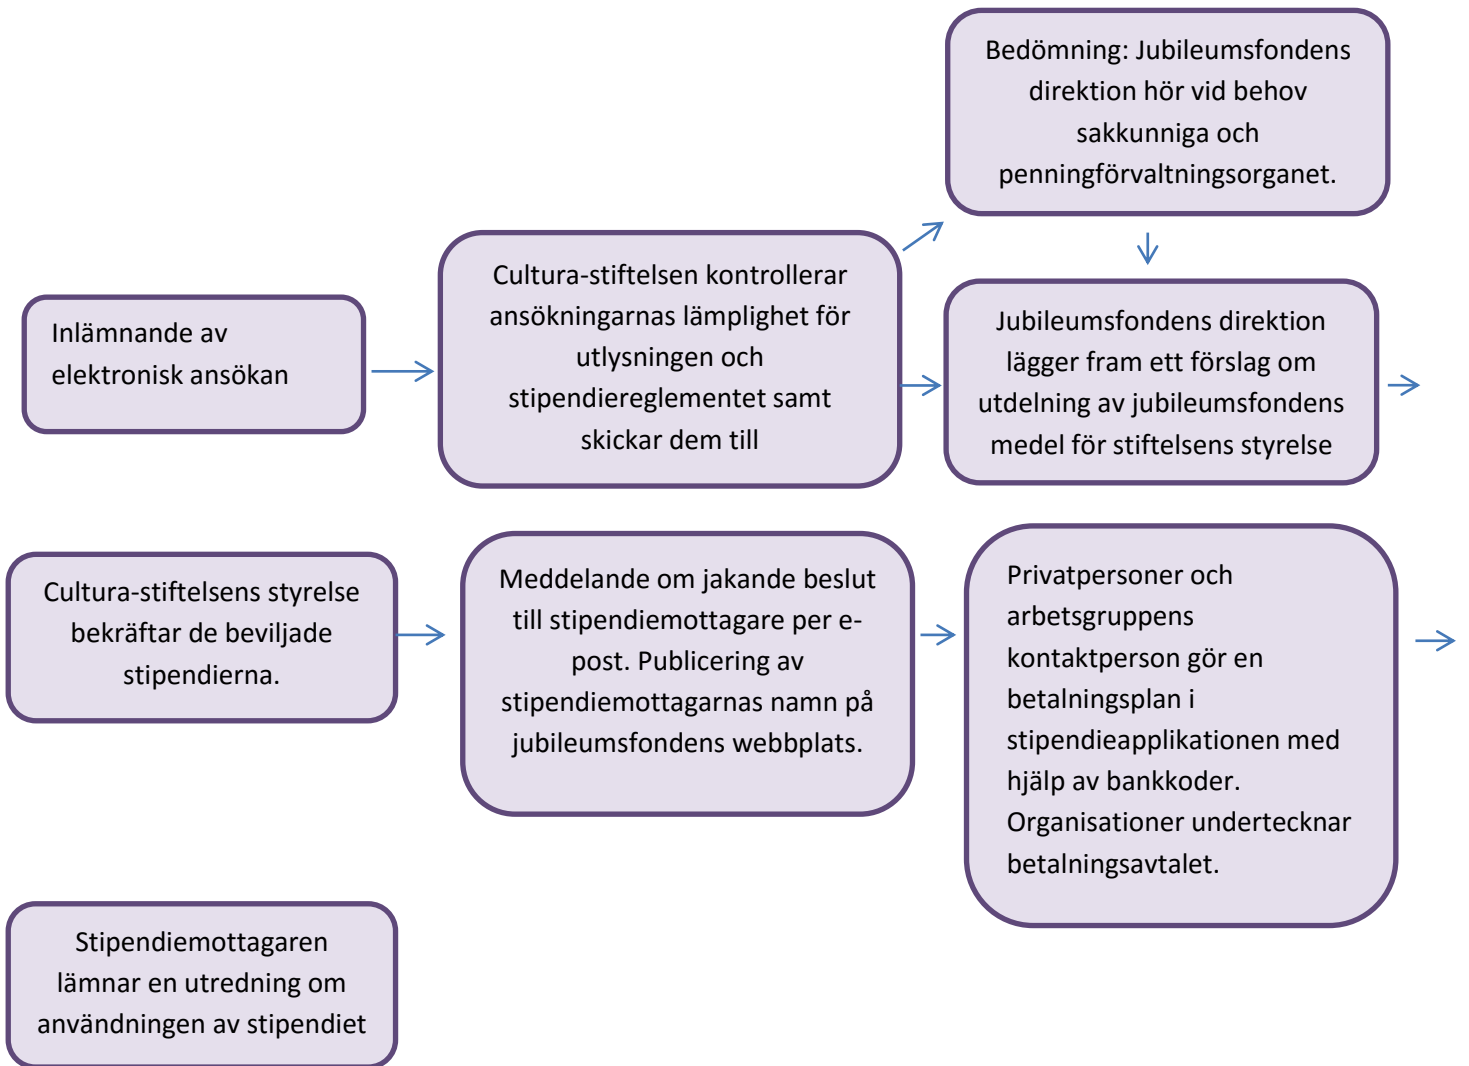 Inlämnande av
elektronisk ansökan
Cultura-stiftelsen kontrollerar
ansökningarnas lämplighet för
utlysningen och
stipendiereglementet samt
skickar dem till
Bedömning: Jubileumsfondens
direktion hör vid behov
sakkunniga och
penningförvaltningsorganet.
Jubileumsfondens direktion
lägger fram ett förslag om
utdelning av jubileumsfondens
medel för stiftelsens styrelse
Cultura-stiftelsens styrelse
bekräftar de beviljade
stipendierna.
Meddelande om jakande beslut
till stipendiemottagare per e-
post. Publicering av
stipendiemottagarnas namn på
jubileumsfondens webbplats.
Privatpersoner och
arbetsgruppens
kontaktperson gör en
betalningsplan i
stipendieapplikationen med
hjälp av bankkoder.
Organisationer undertecknar
betalningsavtalet.
Stipendiemottagaren
lämnar en utredning om
användningen av stipendiet